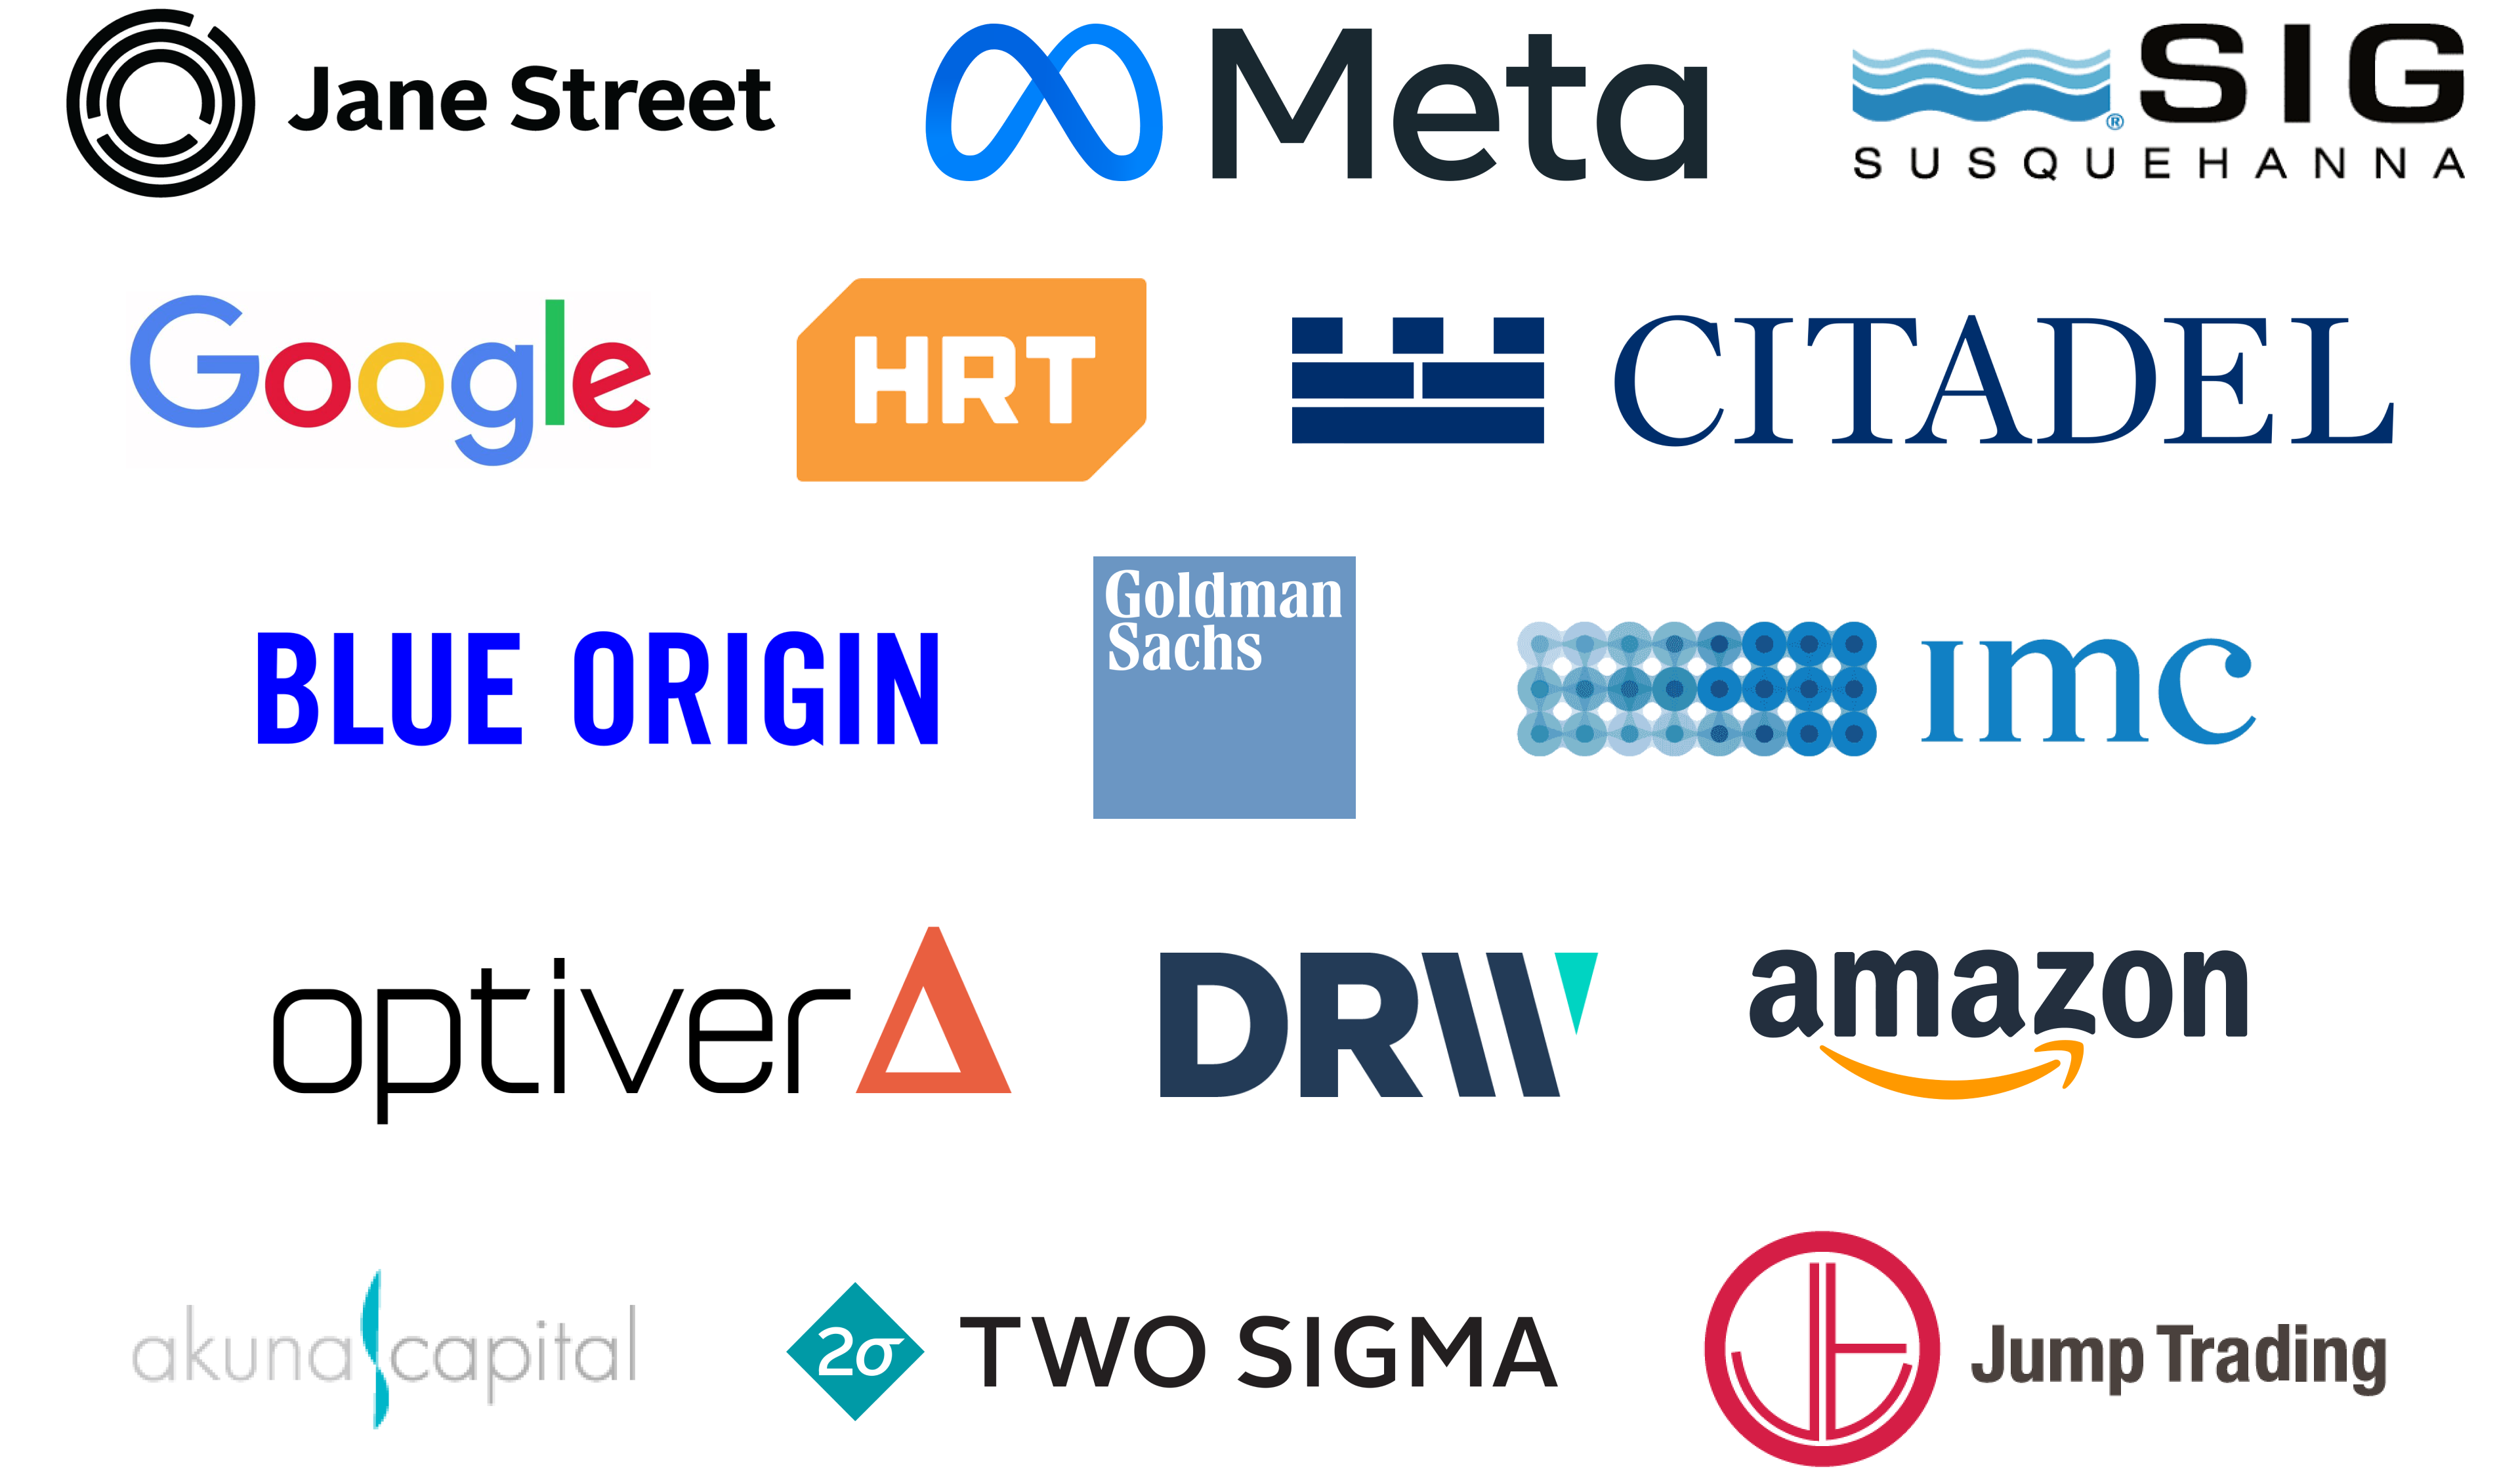 Jane Street
Meta
SIG
®
SUSQUEHANNA
Google
HRT
CITADEL
BLUE ORIGIN
Goldman
Sachs
imc
optiver
DRW
amazon
akuna capital
2σ TWO SIGMA
Jump Trading